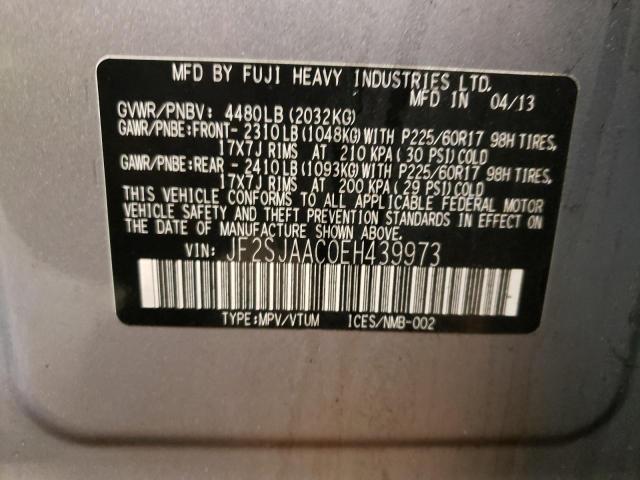 MFD BY FUJI HEAVY INDUSTRIES LTD.
MFD IN 04/13
GVWR/PNBV: 4480LB(2032KG)
GAWR/PNBE:FRONT-2310LB(1048KG)WITH P225/60R17 98H TIRES,
17X7J RIMS AT 210 KPA(30 PSI)COLD
GAWR/PNBE:REAR -2410LB(1093KG)WITH P225/60R17 98H TIRES,
17X7J RIMS AT 200 KPA(29 PSI)COLD
THIS VEHICLE CONFORMS TO ALL APPLICABLE FEDERAL MOTOR
VEHICLE SAFETY AND THEFT PREVENTION STANDARDS IN EFFECT ON
THE DATE OF MANUFACTURE SHOWN ABOVE.
VIN: JF2SJAAC0EH439973
TYPE:MPV/VTUM ICES/NMB-002